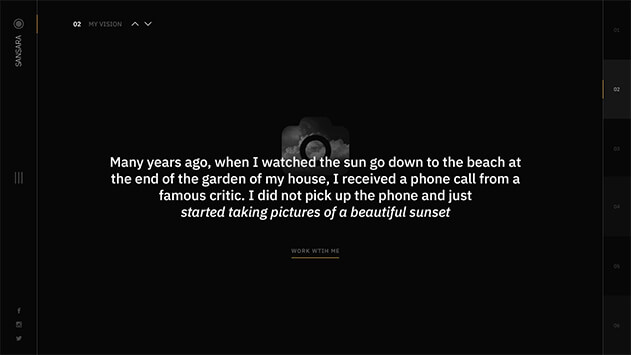 SANSARA
02 MY VISION
Many years ago, when I watched the sun go down to the beach at
the end of the garden of my house, I received a phone call from a
famous critic. I did not pick up the phone and just
started taking pictures of a beautiful sunset
WORK WTIH ME
01
02
03
04
05
06